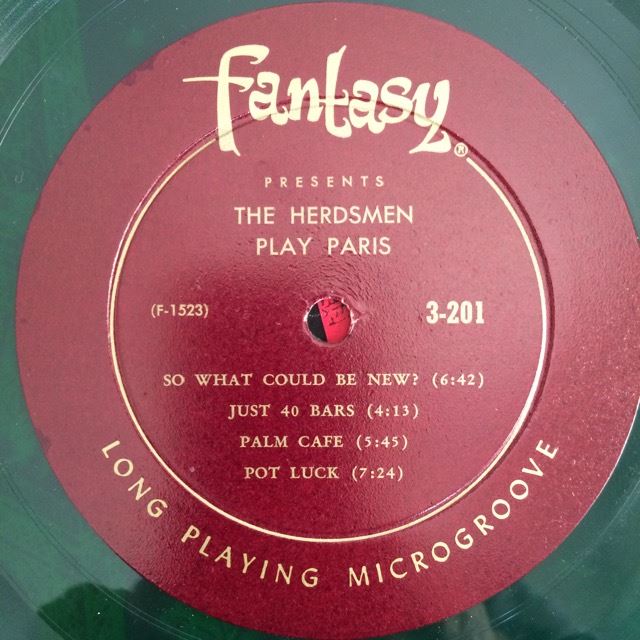 fantasy®
PRESENTS
THE HERDSMEN
PLAY PARIS
(F-1523)
3-201
SO WHAT COULD BE NEW? (6:42)
JUST 40 BARS (4:13)
PALM CAFE (5:45)
POT LUCK (7:24)
LONG PLAYING MICROGROOVE